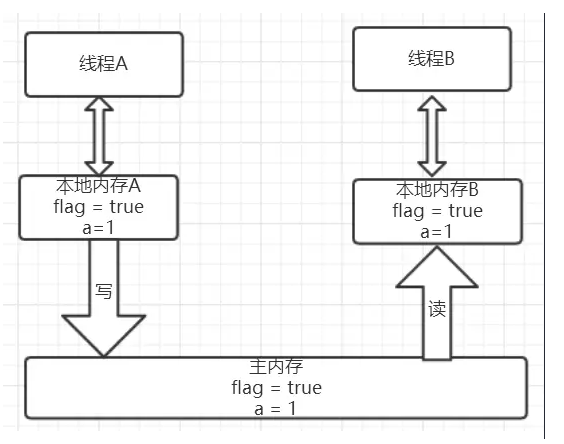 线程A
线程B
本地内存A
flag = true
a=1
本地内存B
flag = true
a=1
写
读
主内存
flag = true
a = 1